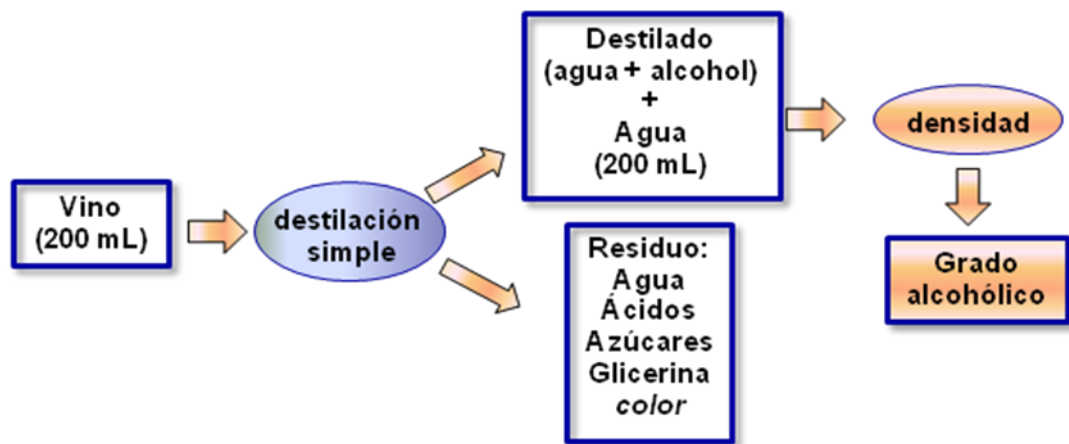 Vino
(200 mL)
destilación
simple
Destilado
(agua + alcohol)
+
Agua
(200 mL)
densidad
Grado
alcohólico
Residuo:
Agua
Ácidos
Azúcares
Glicerina
color